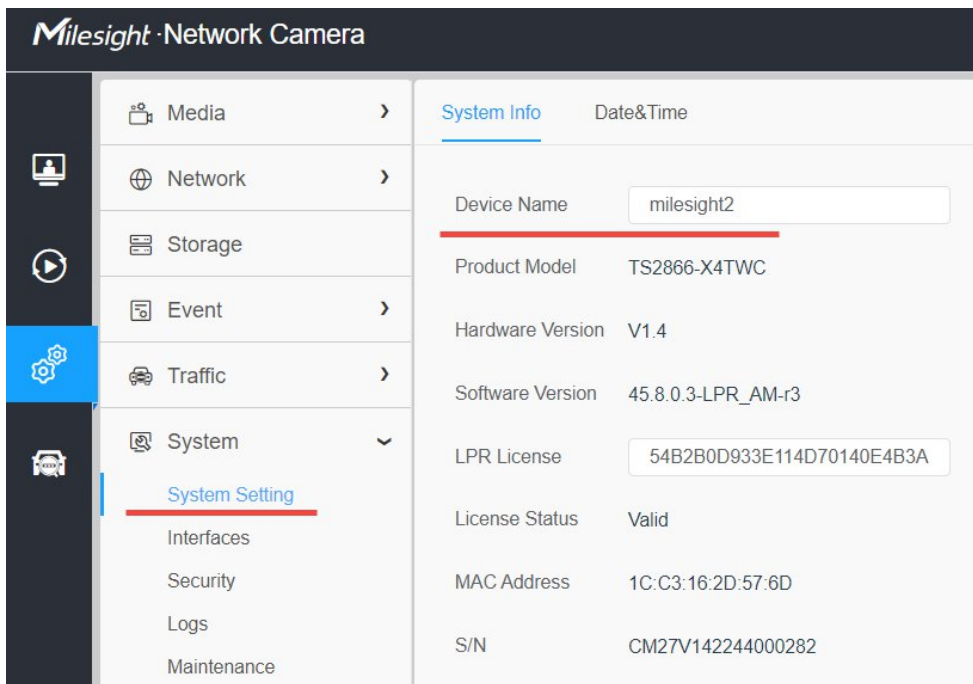 Milesight · Network Camera
Media
Network
Storage
Event
Traffic
System
System Setting
Interfaces
Security
Logs
Maintenance
System Info Date&Time
Device Name milesight2
Product Model TS2866-X4TWC
Hardware Version V1.4
Software Version 45.8.0.3-LPR_AM-r3
LPR License 54B2B0D933E114D70140E4B3A
License Status Valid
MAC Address 1C:C3:16:2D:57:6D
S/N CM27V142244000282